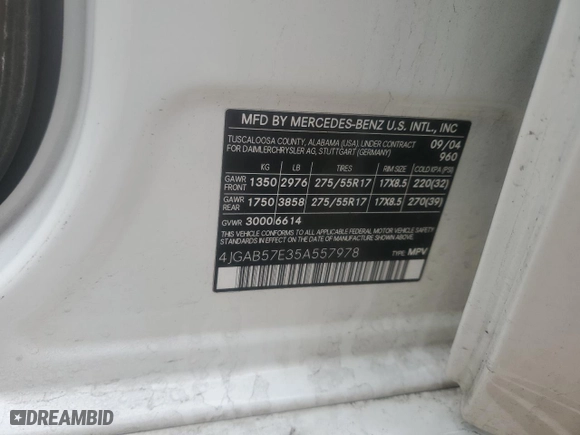 MFD BY MERCEDES-BENZ U.S. INTL., INC
TUSCALOOSA COUNTY, ALABAMA (USA), UNDER CONTRACT
FOR DAIMLERCHRYSLER AG, STUTTGART (GERMANY)
09/04
960
KG LB TIRES RIM SIZE COLD KPA (PSI)
GAWR FRONT 1350 2976 275/55R17 17X8.5 220(32)
GAWR REAR 1750 3858 275/55R17 17X8.5 270(39)
GVWR 3000 6614
THIS VEHICLE CONFORMS TO ALL APPLICABLE
FEDERAL MOTOR VEHICLE SAFETY STANDARDS IN EFFECT
ON THE DATE OF MANUFACTURE SHOWN ABOVE.
4JGAB57E35A557978
TYPE: MPV
DREAMBID